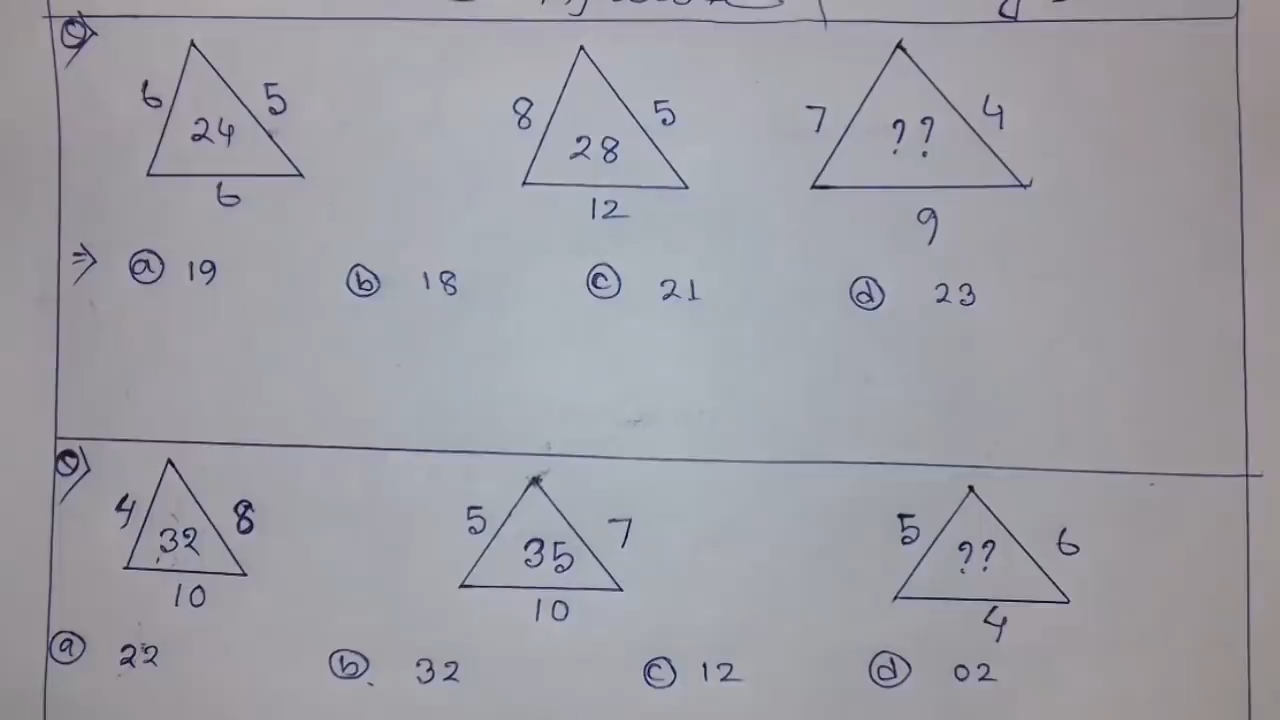 Q)
6 24 5 8 28 5 7 ?? 4
6 12 9
⇒ ⓐ 19 ⓑ 18 ⓒ 21 ⓓ 23
Q)
4 32 8 5 35 7 5 ?? 6
10 10 4
ⓐ 22 ⓑ 32 ⓒ 12 ⓓ 02